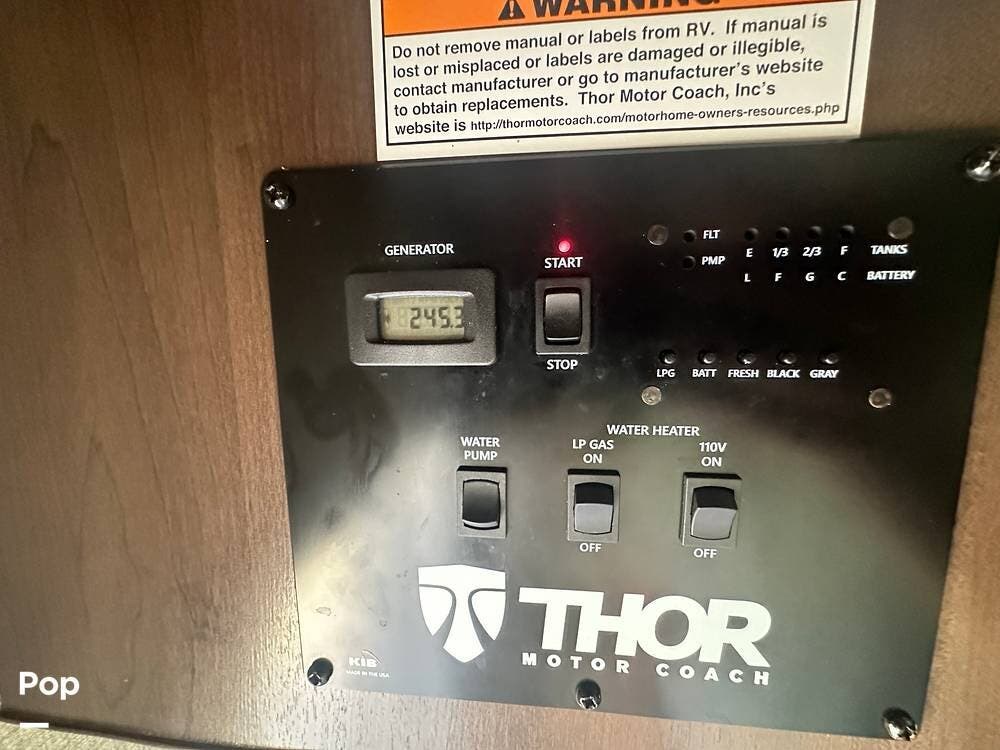 WARNING
Do not remove manual or labels from RV. If manual is
lost or misplaced or labels are damaged or illegible,
contact manufacturer or go to manufacturer's website
to obtain replacements. Thor Motor Coach, Inc's
website is http://thormotorcoach.com/motorhome-owners-resources.php
GENERATOR
245.3
START
STOP
FLT
PMP
E 1/3 2/3 F TANKS
L F G C BATTERY
LPG BATT FRESH BLACK GRAY
WATER
PUMP
WATER HEATER
LP GAS
ON
OFF
110V
ON
OFF
THOR
MOTOR COACH
KIB
MADE IN THE USA
Pop